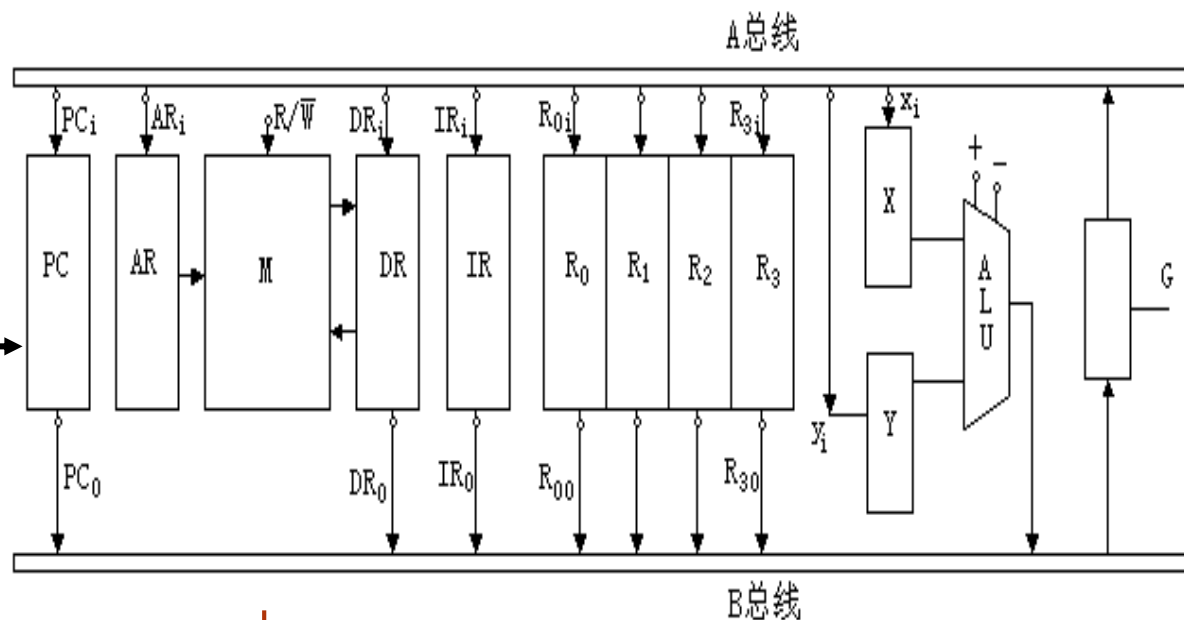 A总线
PCᵢ ARᵢ R/W̅ DRᵢ IRᵢ R₀ᵢ R₃ᵢ xᵢ
+ −
PC AR M DR IR R₀ R₁ R₂ R₃ X ALU G
yᵢ Y
PC₀ DR₀ IR₀ R₀₀ R₃₀
B总线